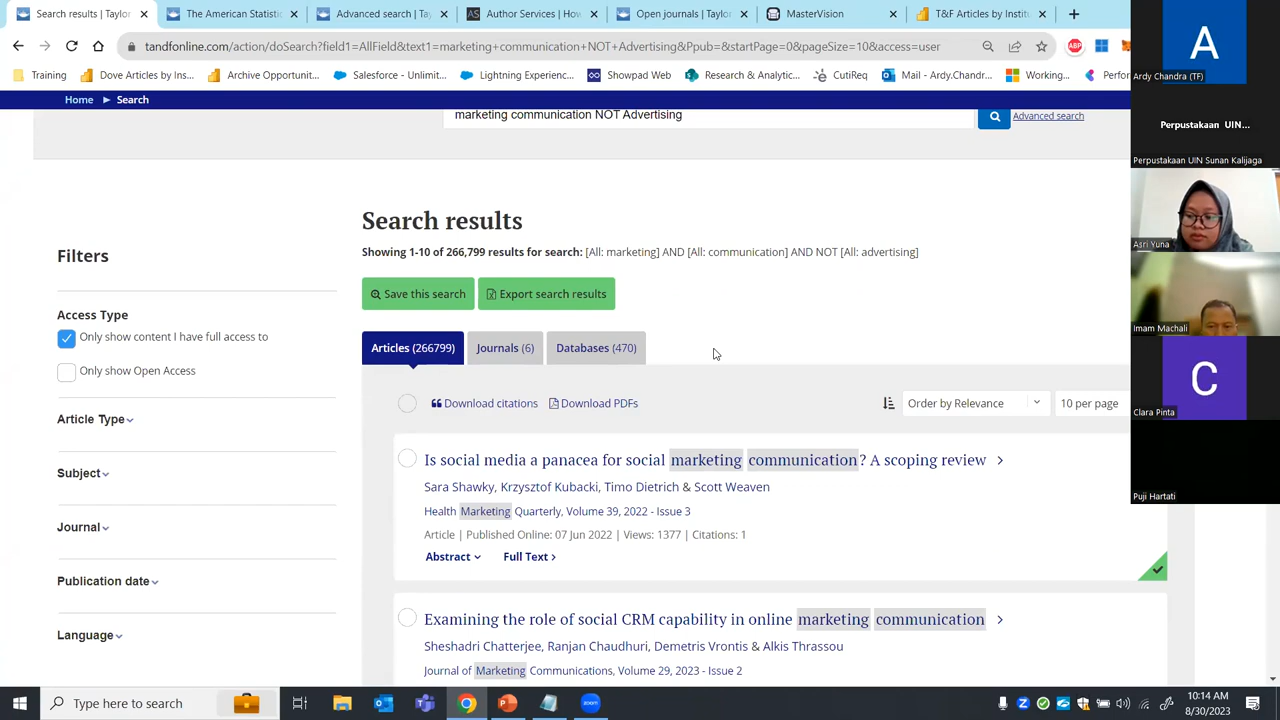 Search results | Taylor
The American Statistic
Advanced search | Tay
Author Services | How
Open journals | Taylor
MasterVision
T&F Articles by Institu
tandfonline.com/action/doSearch?field1=AllField&text1=marketing+communication+NOT+Advertising&Ppub=&startPage=0&pageSize=10&access=user
Training
Dove Articles by Ins...
Archive Opportunit...
Salesforce - Unlimit...
Lightning Experienc...
Showpad Web
Research & Analytic...
CutiReq
Mail - Ardy.Chandr...
Working...
Perfor
Home ▶ Search
marketing communication NOT Advertising
Advanced search
Search results
Showing 1-10 of 266,799 results for search: [All: marketing] AND [All: communication] AND NOT [All: advertising]
Save this search
Export search results
Filters
Access Type
Only show content I have full access to
Only show Open Access
Article Type
Subject
Journal
Publication date
Language
Articles (266799)
Journals (6)
Databases (470)
Download citations
Download PDFs
Order by Relevance
10 per page
Is social media a panacea for social marketing communication? A scoping review
Sara Shawky, Krzysztof Kubacki, Timo Dietrich & Scott Weaven
Health Marketing Quarterly, Volume 39, 2022 - Issue 3
Article | Published Online: 07 Jun 2022 | Views: 1377 | Citations: 1
Abstract
Full Text
Examining the role of social CRM capability in online marketing communication
Sheshadri Chatterjee, Ranjan Chaudhuri, Demetris Vrontis & Alkis Thrassou
Journal of Marketing Communications, Volume 29, 2023 - Issue 2
A
Ardy Chandra (TF)
Perpustakaan UIN...
Perpustakaan UIN Sunan Kalijaga
Asri Yuna
Imam Machali
C
Clara Pinta
Puji Hartati
Type here to search
10:14 AM
8/30/2023